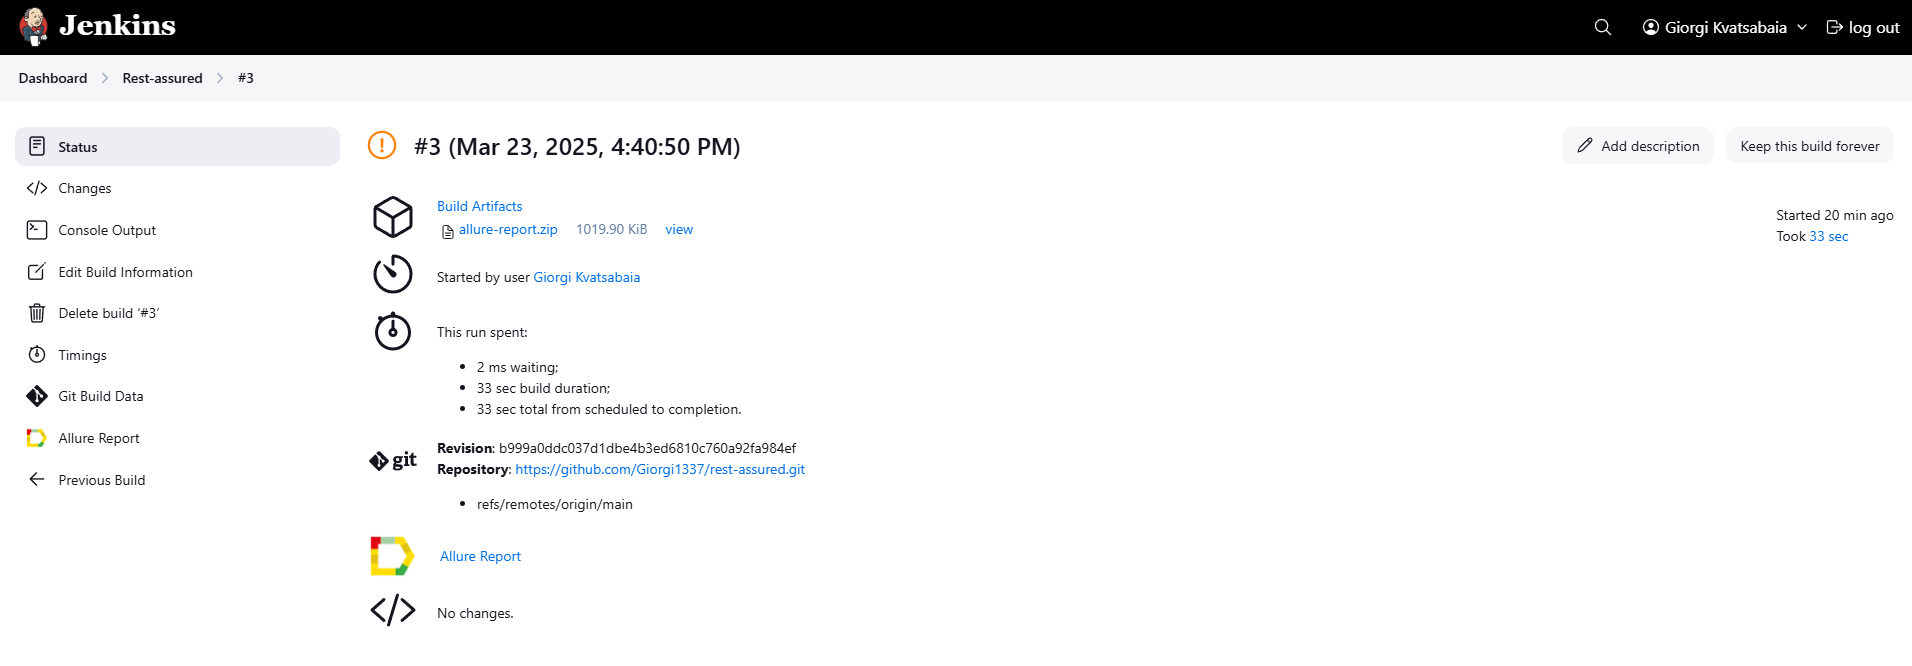 Jenkins
Giorgi Kvatsabaia
log out
Dashboard
Rest-assured
#3
Status
Changes
Console Output
Edit Build Information
Delete build ‘#3’
Timings
Git Build Data
Allure Report
Previous Build
#3 (Mar 23, 2025, 4:40:50 PM)
Add description
Keep this build forever
Build Artifacts
allure-report.zip 1019.90 KiB view
Started 20 min ago
Took 33 sec
Started by user Giorgi Kvatsabaia
This run spent:
2 ms waiting;
33 sec build duration;
33 sec total from scheduled to completion.
git
Revision: b999a0ddc037d1dbe4b3ed6810c760a92fa984ef
Repository: https://github.com/Giorgi1337/rest-assured.git
refs/remotes/origin/main
Allure Report
No changes.